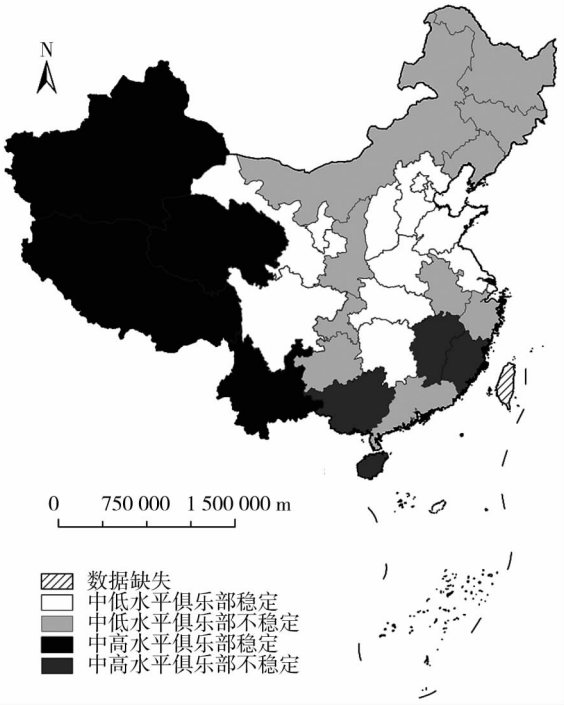 N
0 750 000 1 500 000 m
数据缺失
中低水平俱乐部稳定
中低水平俱乐部不稳定
中高水平俱乐部稳定
中高水平俱乐部不稳定